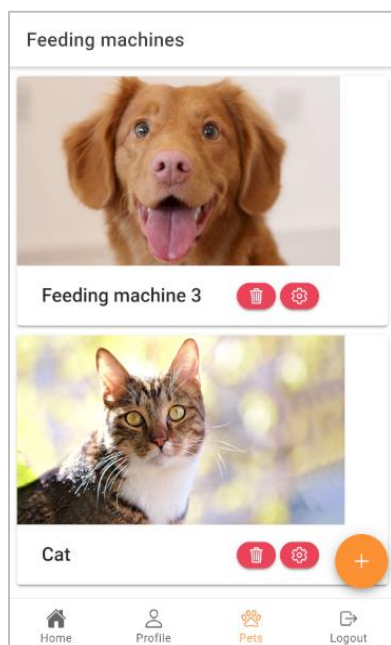 Feeding machines
Feeding machine 3
Cat
+
Home Profile Pets Logout